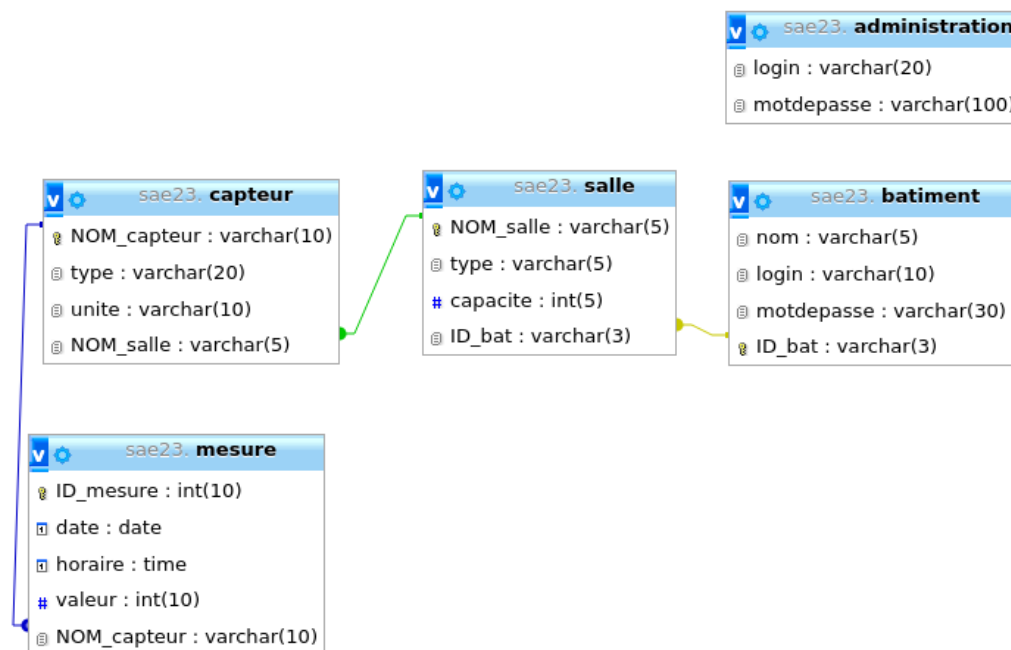 sae23. administration
login : varchar(20)
motdepasse : varchar(100)
v sae23. capteur
NOM_capteur : varchar(10)
type : varchar(20)
unite : varchar(10)
NOM_salle : varchar(5)
v sae23. salle
NOM_salle : varchar(5)
type : varchar(5)
# capacite : int(5)
ID_bat : varchar(3)
v sae23. batiment
nom : varchar(5)
login : varchar(10)
motdepasse : varchar(30)
ID_bat : varchar(3)
v sae23. mesure
ID_mesure : int(10)
date : date
horaire : time
# valeur : int(10)
NOM_capteur : varchar(10)